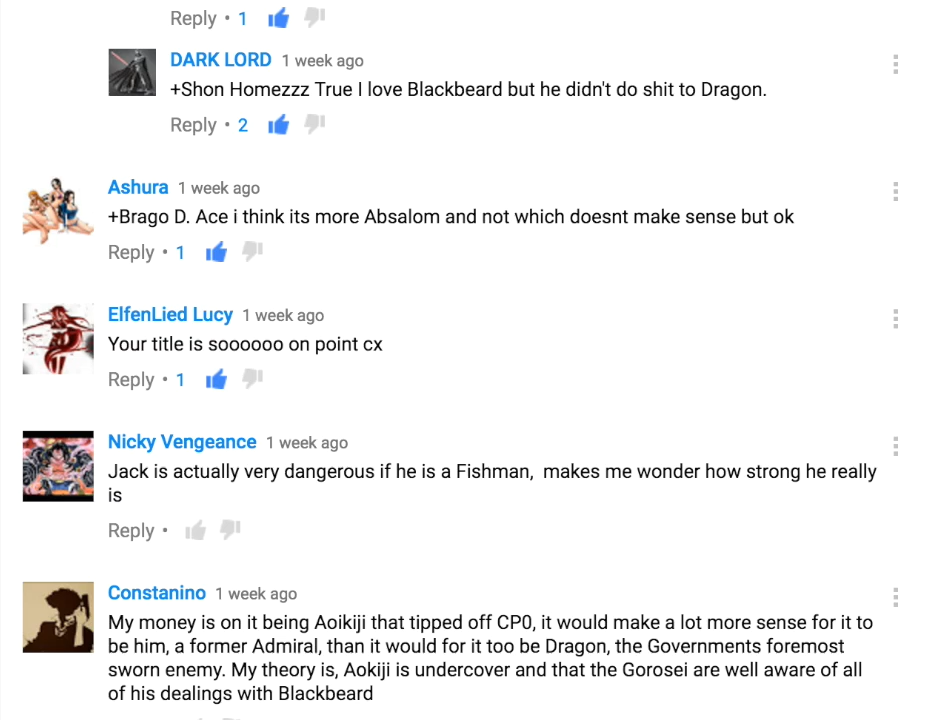 Reply • 1
DARK LORD 1 week ago
+Shon Homezzz True I love Blackbeard but he didn't do shit to Dragon.
Reply • 2
Ashura 1 week ago
+Brago D. Ace i think its more Absalom and not which doesnt make sense but ok
Reply • 1
ElfenLied Lucy 1 week ago
Your title is soooooo on point cx
Reply • 1
Nicky Vengeance 1 week ago
Jack is actually very dangerous if he is a Fishman,  makes me wonder how strong he really
is
Reply •
Constanino 1 week ago
My money is on it being Aoikiji that tipped off CP0, it would make a lot more sense for it to
be him, a former Admiral, than it would for it too be Dragon, the Governments foremost
sworn enemy. My theory is, Aokiji is undercover and that the Gorosei are well aware of all
of his dealings with Blackbeard